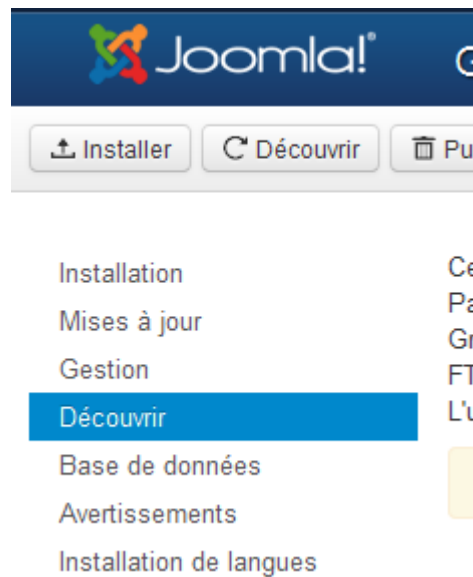 Joomla!
Installer
Découvrir
Installation
Mises à jour
Gestion
Découvrir
Base de données
Avertissements
Installation de langues